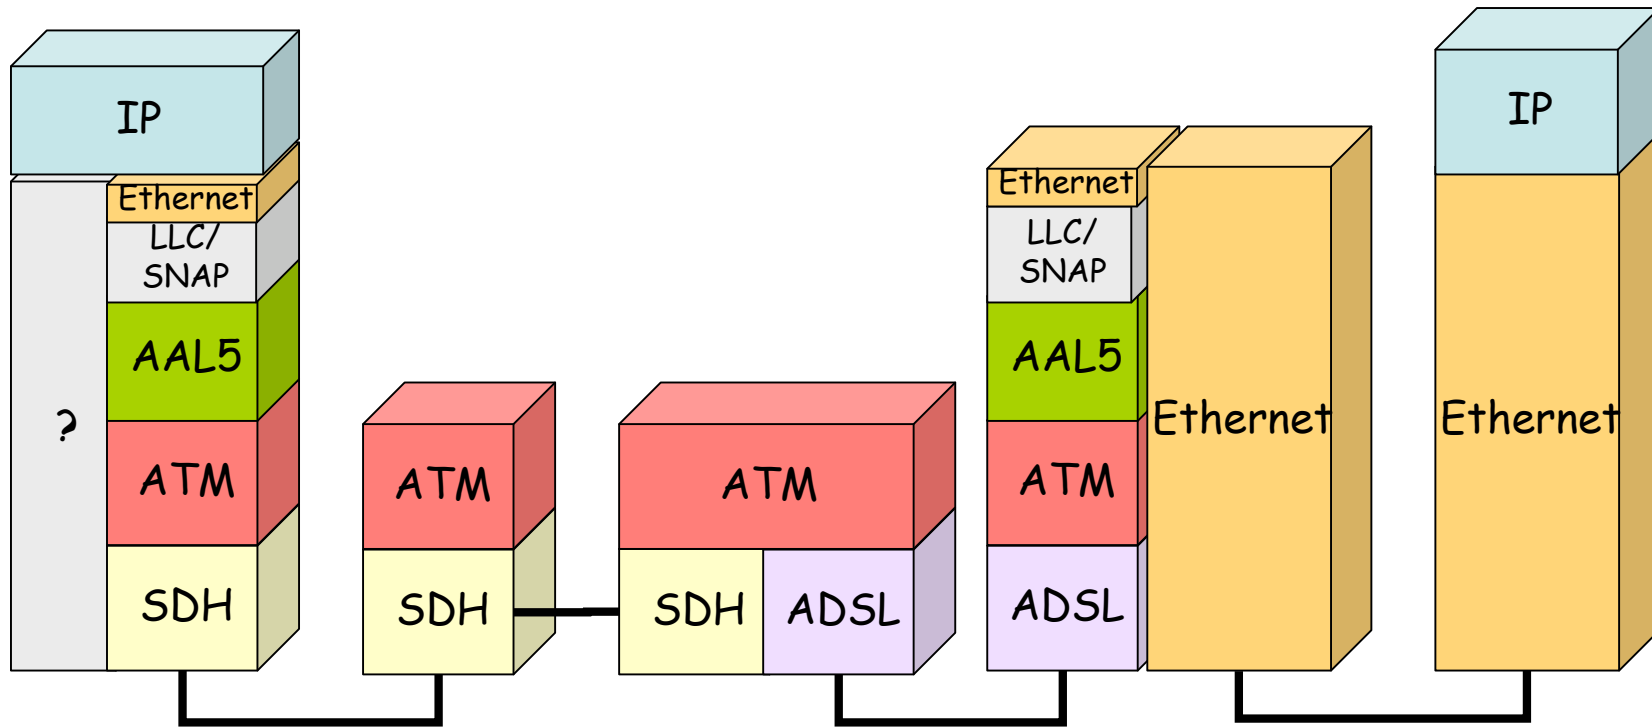 IP
Ethernet
LLC/
SNAP
AAL5
?
ATM
SDH
ATM
SDH
ATM
SDH
ADSL
Ethernet
LLC/
SNAP
AAL5
ATM
ADSL
Ethernet
IP
Ethernet